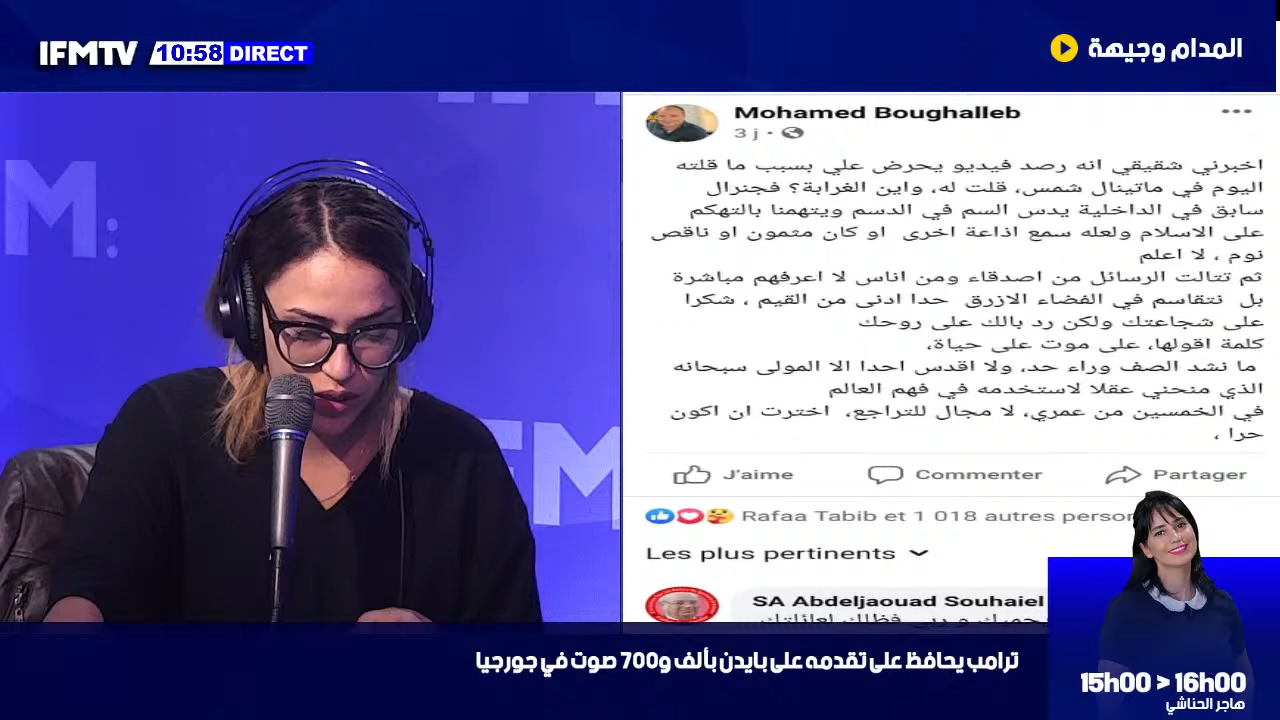 IFMTV 10:58 DIRECT
المدام وجيهة
M:
FM
Mohamed Boughalleb
3 j
اخبرني شقيقي انه رصد فيديو يحرض علي بسبب ما قلته
اليوم في ماتينال شمس، قلت له، واين الغرابة؟ فجنرال
سابق في الداخلية يدس السم في الدسم ويتهمنا بالتهكم
على الاسلام ولعله سمع اذاعة اخرى او كان مثمون او ناقص
نوم ، لا اعلم
ثم تتالت الرسائل من اصدقاء ومن اناس لا اعرفهم مباشرة
بل نتقاسم في الفضاء الازرق حدا ادنى من القيم ، شكرا
على شجاعتك ولكن رد بالك على روحك
كلمة اقولها، على موت على حياة،
ما نشد الصف وراء حد، ولا اقدس احدا الا المولى سبحانه
الذي منحني عقلا لاستخدمه في فهم العالم
في الخمسين من عمري، لا مجال للتراجع، اخترت ان اكون
حرا ،
J'aime Commenter Partager
Rafaa Tabib et 1 018 autres person
Les plus pertinents
SA Abdeljaouad Souhaiel
ترامب يحافظ على تقدمه على بايدن بألف و700 صوت في جورجيا
15h00 > 16h00
هاجر الحناشي